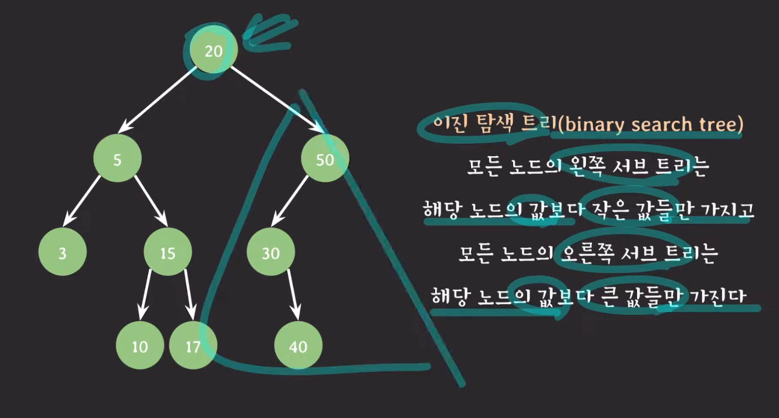 20
5
50
3
15
30
10
17
40
이진 탐색 트리(binary search tree)
모든 노드의 왼쪽 서브 트리는
해당 노드의 값보다 작은 값들만 가지고
모든 노드의 오른쪽 서브 트리는
해당 노드의 값보다 큰 값들만 가진다